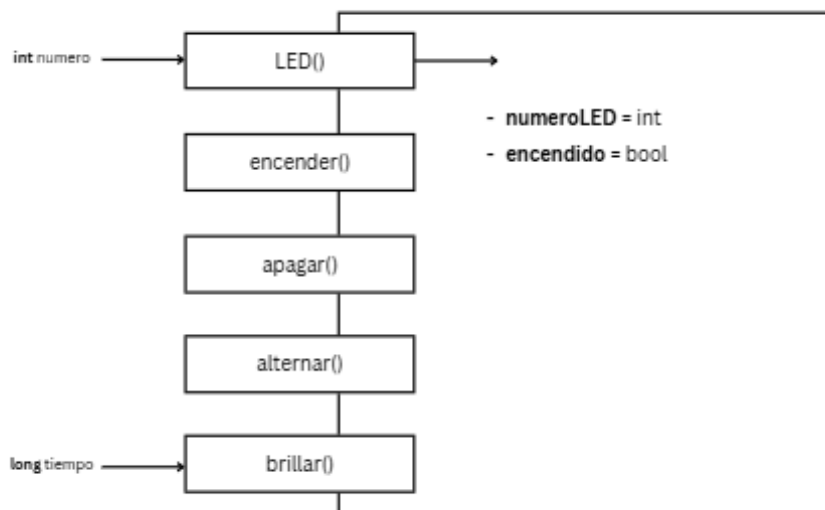 int numero
LED()
- numeroLED = int
- encendido = bool
encender()
apagar()
alternar()
long tiempo
brillar()